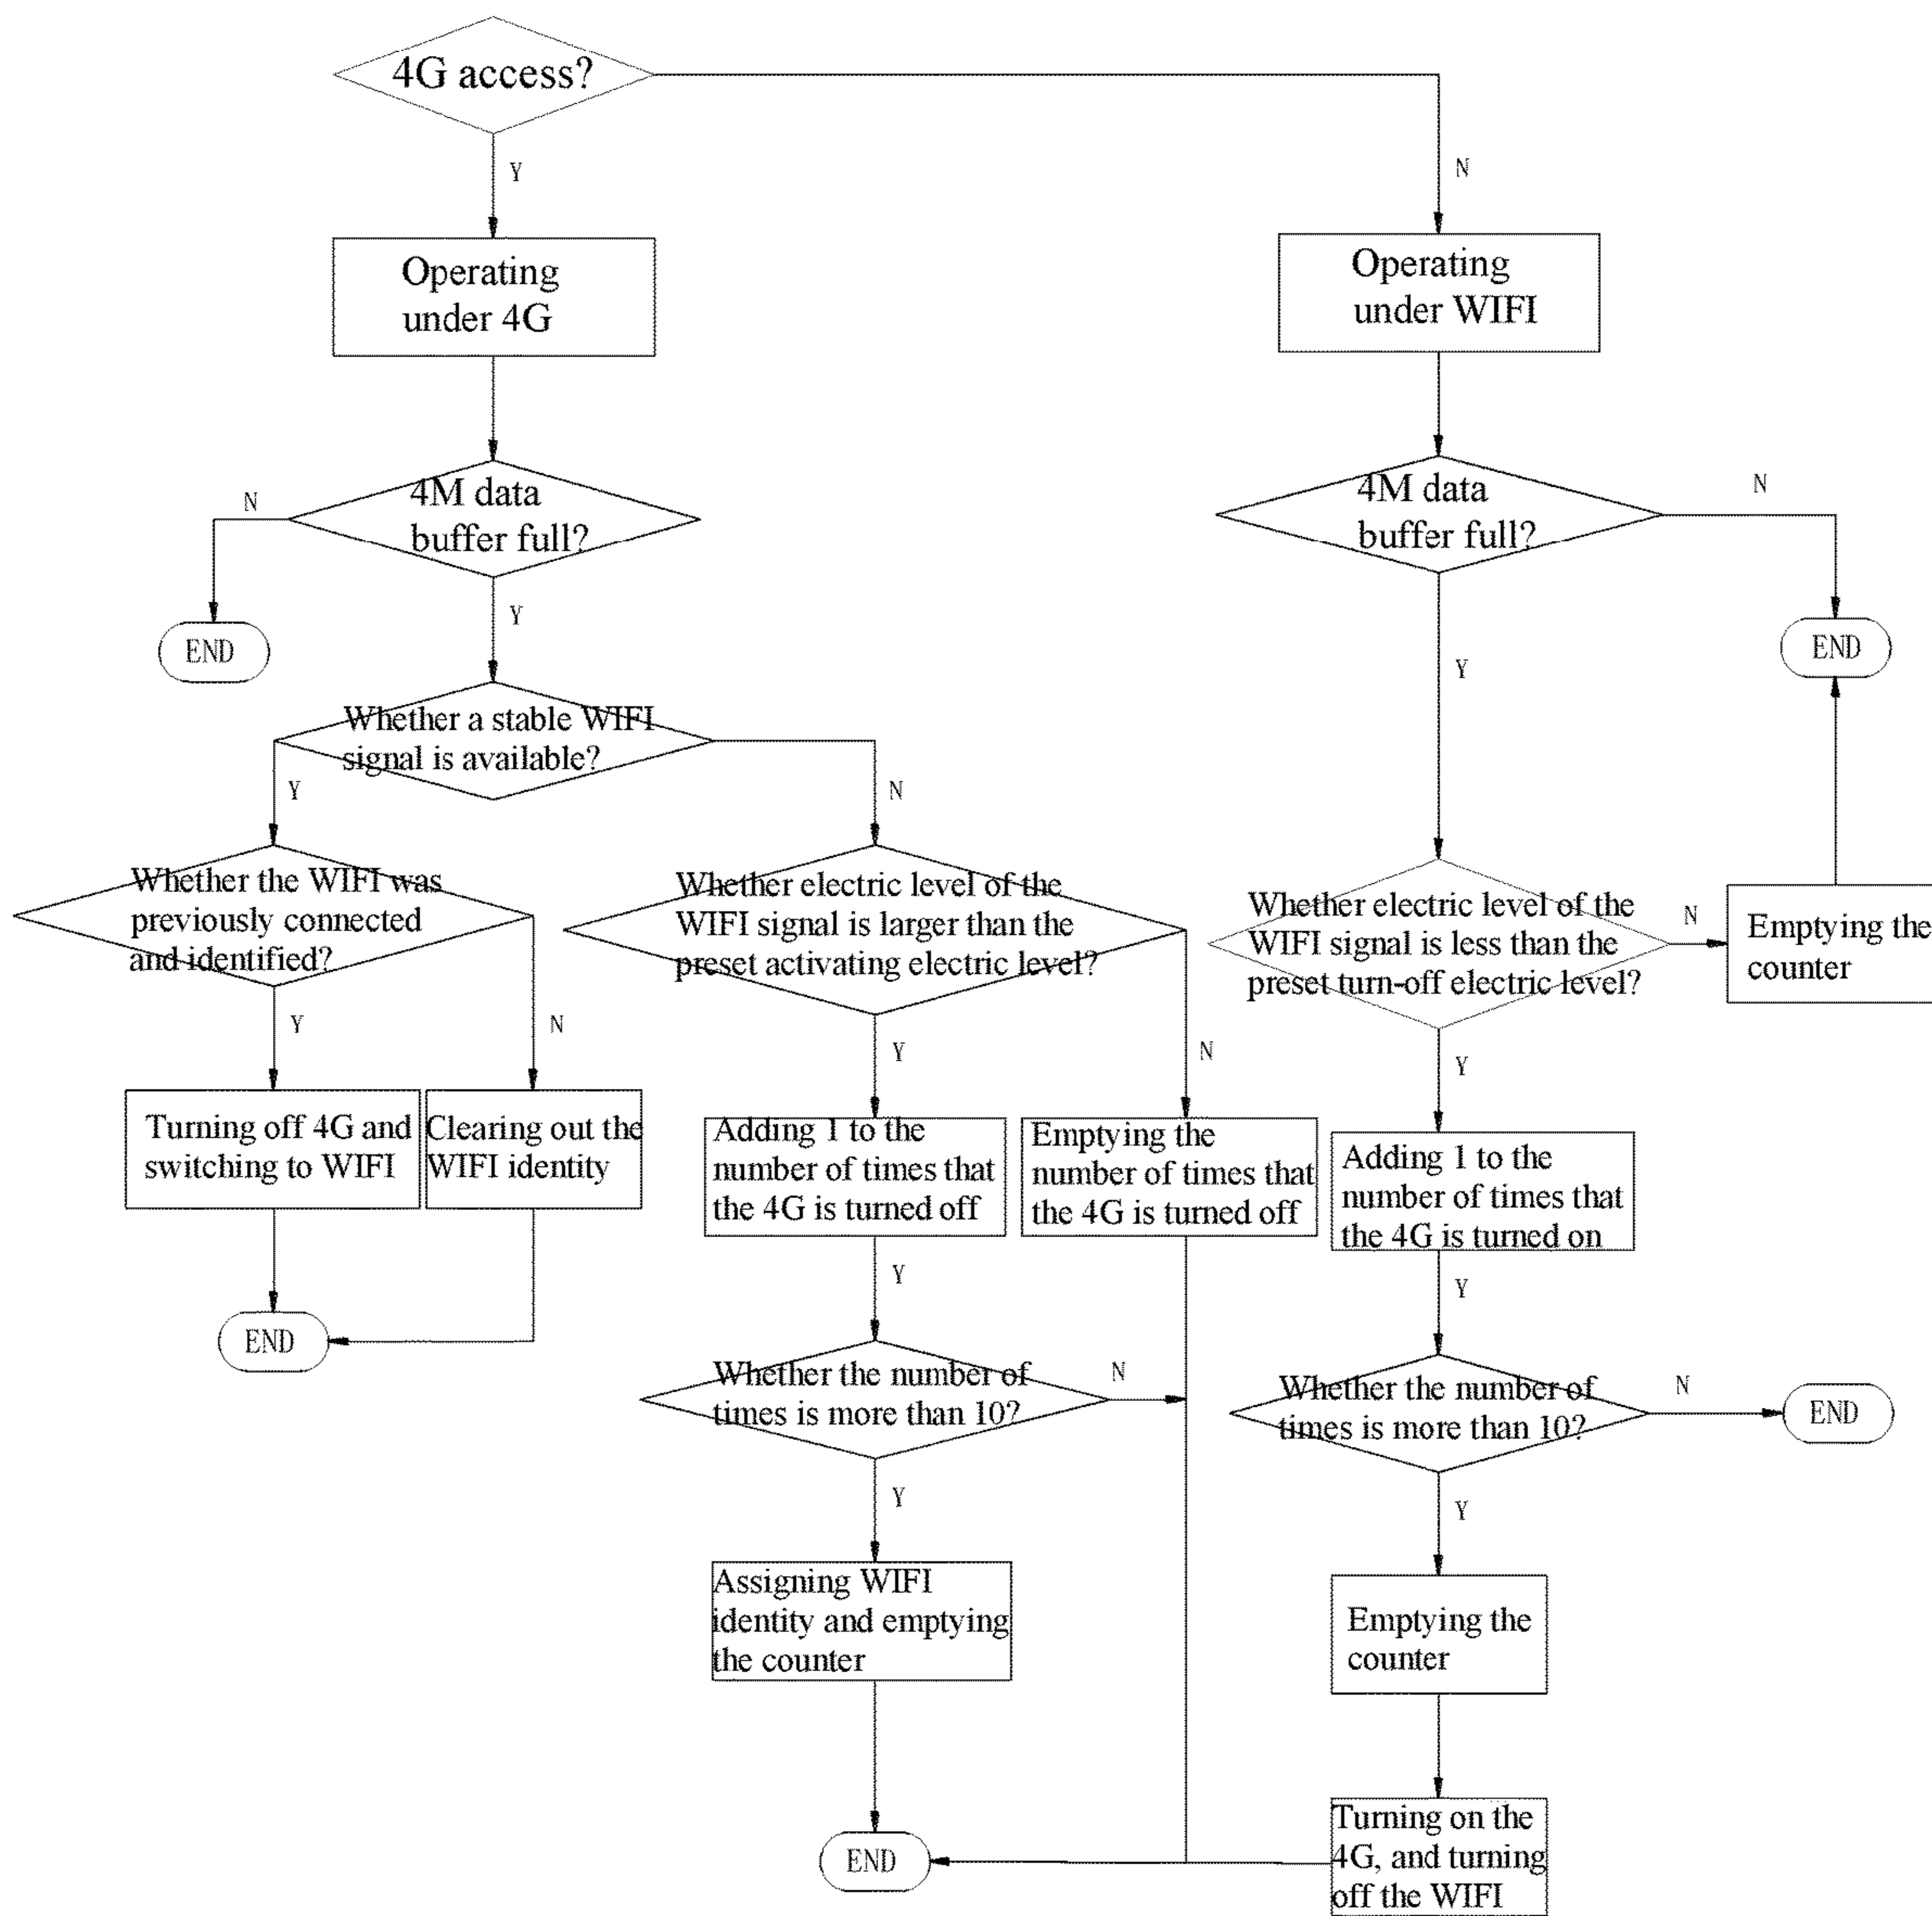 4G access?
Y
N
Operating
under 4G
Operating
under WIFI
4M data
buffer full?
N
Y
END
4M data
buffer full?
N
Y
END
Whether a stable WIFI
signal is available?
Y
N
Whether the WIFI was
previously connected
and identified?
Y
N
Whether electric level of the
WIFI signal is larger than the
preset activating electric level?
Y
N
Whether electric level of the
WIFI signal is less than the
preset turn-off electric level?
N
Y
Emptying the
counter
Turning off 4G and
switching to WIFI
Clearing out the
WIFI identity
Adding 1 to the
number of times that
the 4G is turned off
Y
Emptying the
number of times that
the 4G is turned off
Adding 1 to the
number of times that
the 4G is turned on
Y
END
Whether the number of
times is more than 10?
N
Y
Whether the number of
times is more than 10?
N
Y
END
Assigning WIFI
identity and emptying
the counter
Emptying the
counter
END
Turning on the
4G, and turning
off the WIFI